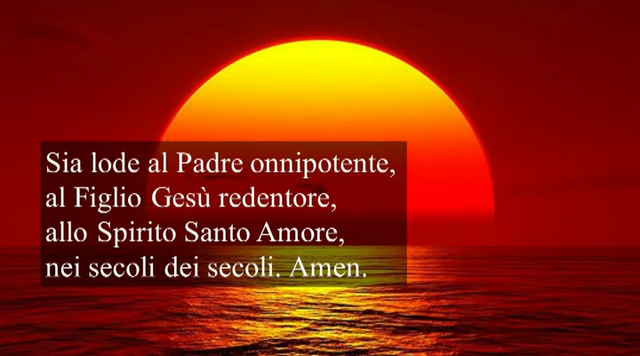 Sia lode al Padre onnipotente,
al Figlio Gesù redentore,
allo Spirito Santo Amore,
nei secoli dei secoli. Amen.